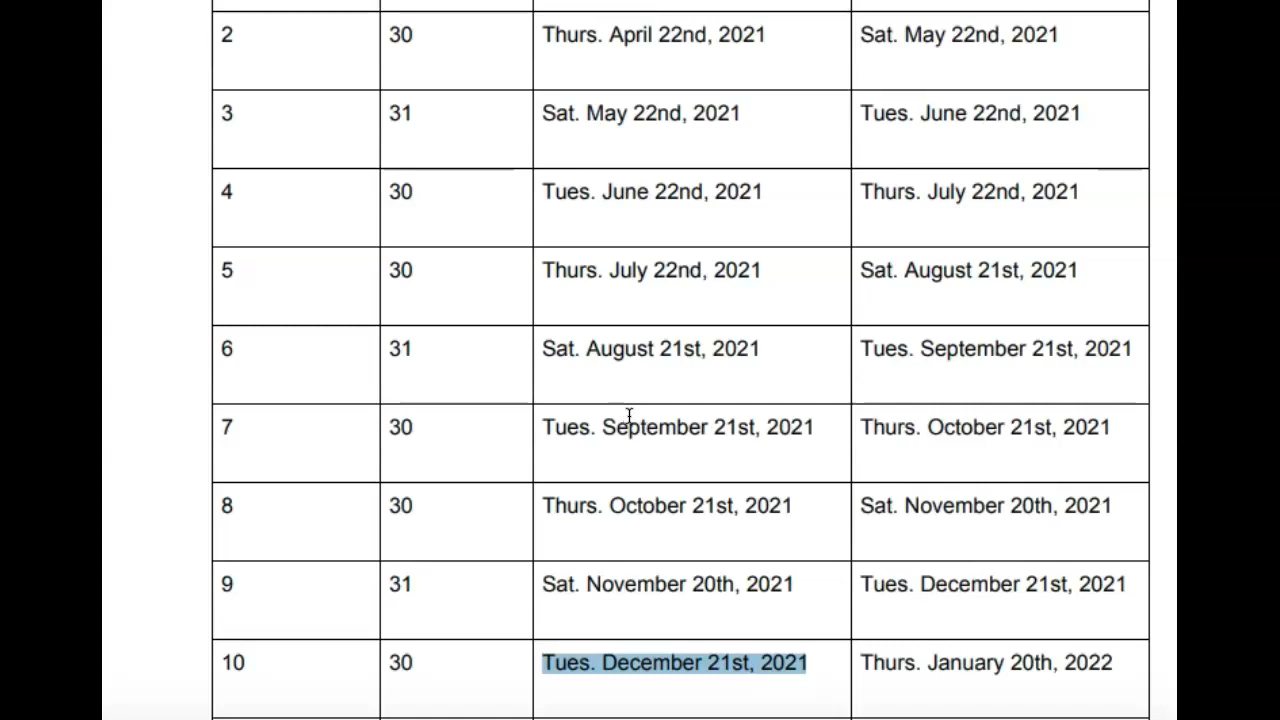 2 30 Thurs. April 22nd, 2021 Sat. May 22nd, 2021
3 31 Sat. May 22nd, 2021 Tues. June 22nd, 2021
4 30 Tues. June 22nd, 2021 Thurs. July 22nd, 2021
5 30 Thurs. July 22nd, 2021 Sat. August 21st, 2021
6 31 Sat. August 21st, 2021 Tues. September 21st, 2021
7 30 Tues. September 21st, 2021 Thurs. October 21st, 2021
8 30 Thurs. October 21st, 2021 Sat. November 20th, 2021
9 31 Sat. November 20th, 2021 Tues. December 21st, 2021
10 30 Tues. December 21st, 2021 Thurs. January 20th, 2022